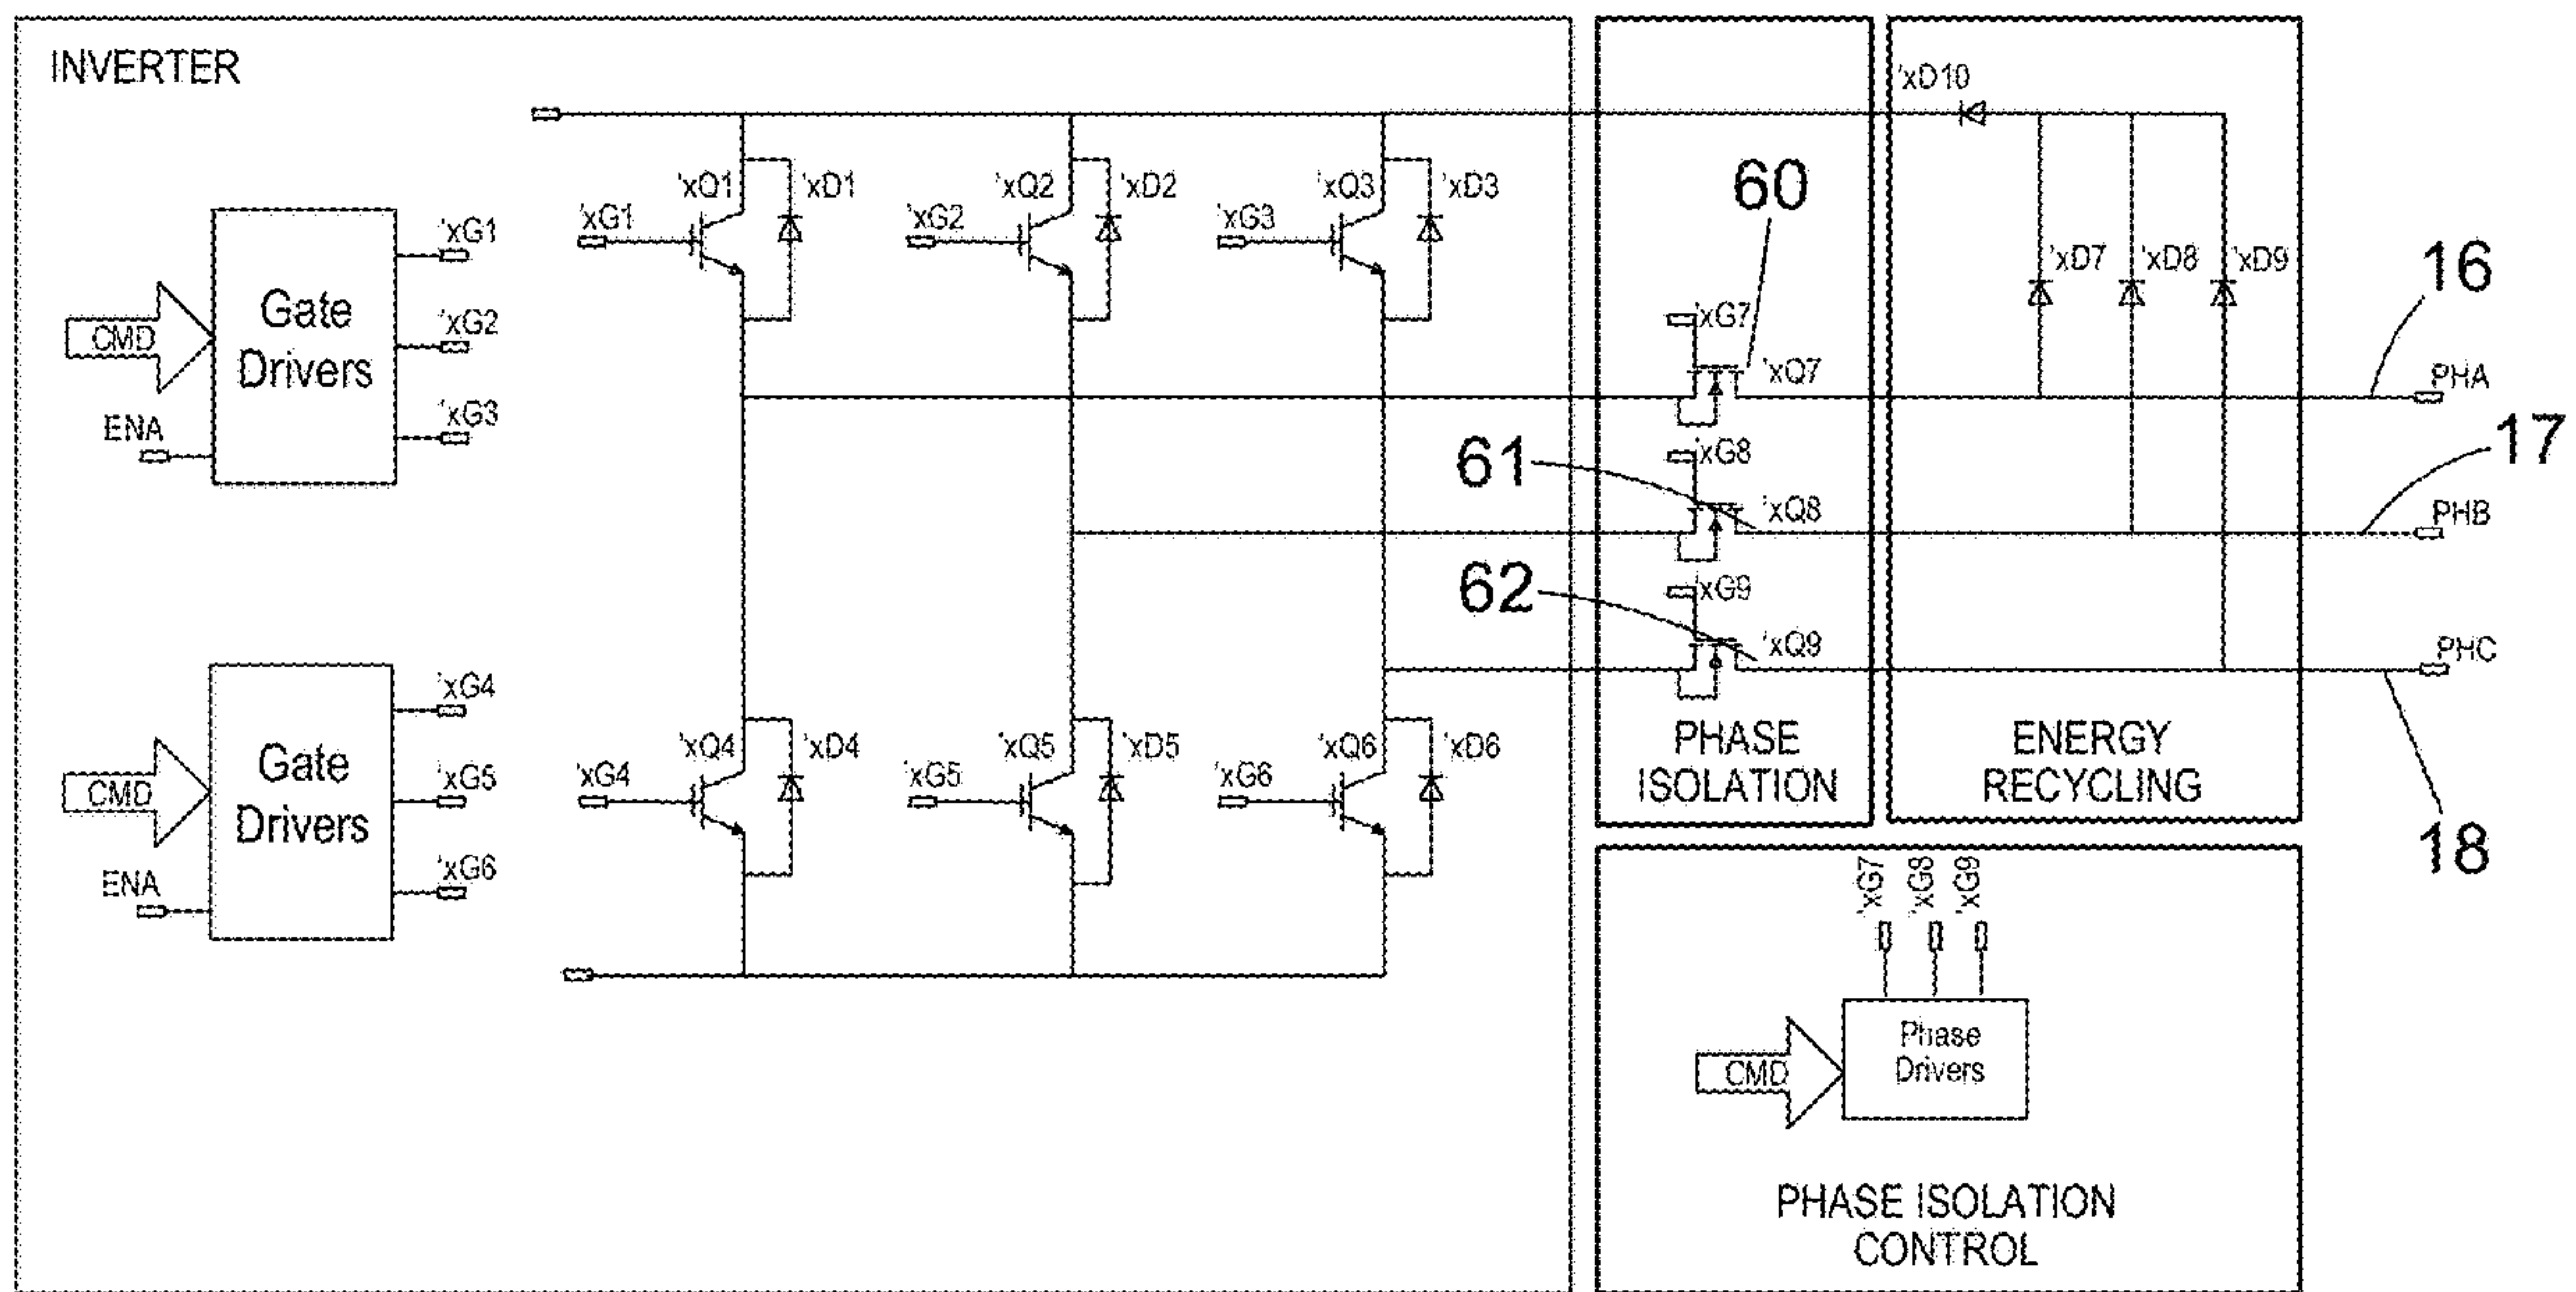 INVERTER
'xD10
'xQ1
'xD1
'xQ2
'xD2
'xQ3
'xD3
60
'xG1
'xG1
'xG2
'xG3
'xD7
'xD8
'xD9
16
Gate
Drivers
CMD
'xG2
'xG7
'xQ7
PHA
'xG3
ENA
61
'xG8
17
'xQ8
PHB
62
'xG9
'xQ9
PHC
'xG4
PHASE
ISOLATION
ENERGY
RECYCLING
'xQ4
'xD4
'xQ5
'xD5
'xQ6
'xD6
Gate
Drivers
CMD
'xG5
'xG4
'xG5
'xG6
18
'xG6
ENA
'xG7
'xG8
'xG9
Phase
Drivers
CMD
PHASE ISOLATION
CONTROL